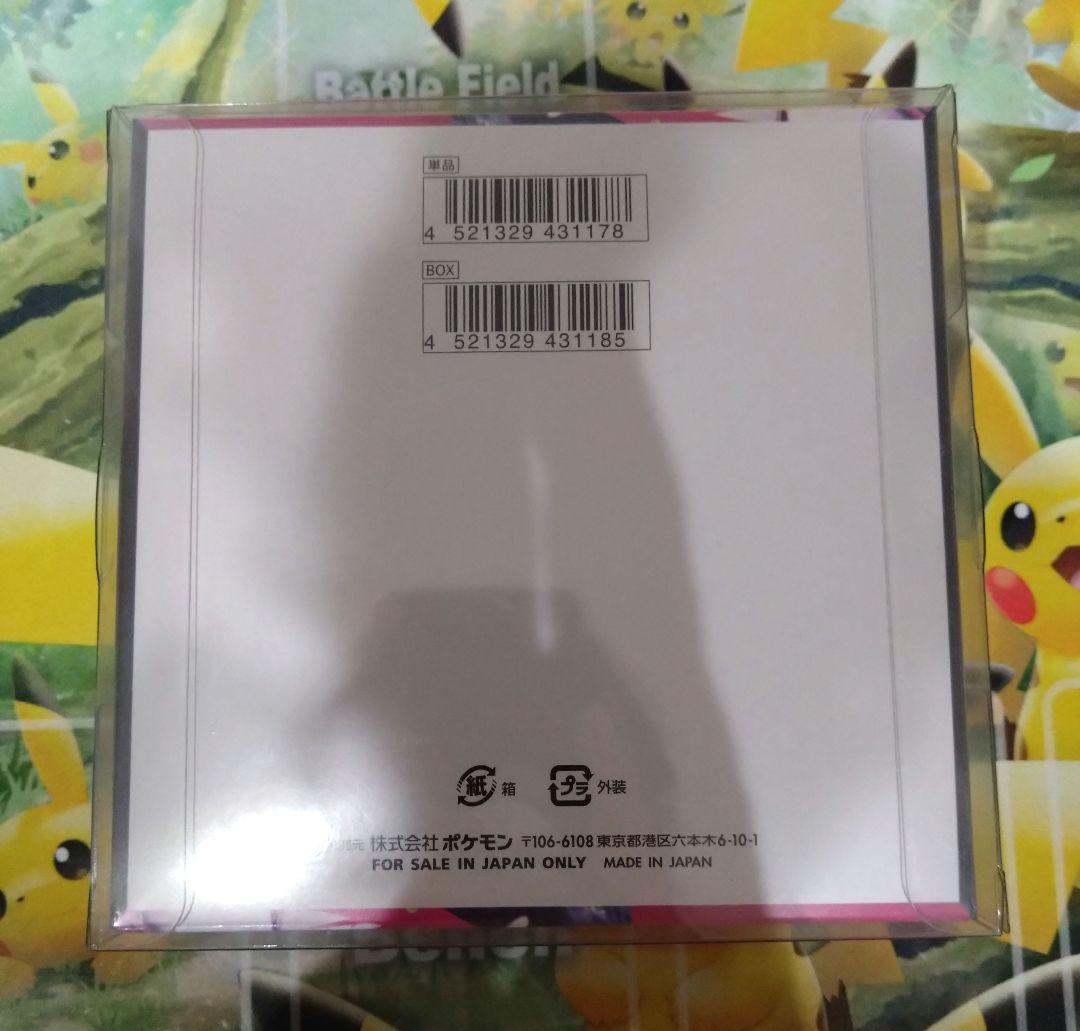 Battle Field
単品
4 521329 431178
BOX
4 521329 431185
紙 箱 プラ 外装
株式会社 ポケモン 〒106-6108 東京都港区六本木6-10-1
FOR SALE IN JAPAN ONLY MADE IN JAPAN
Bench